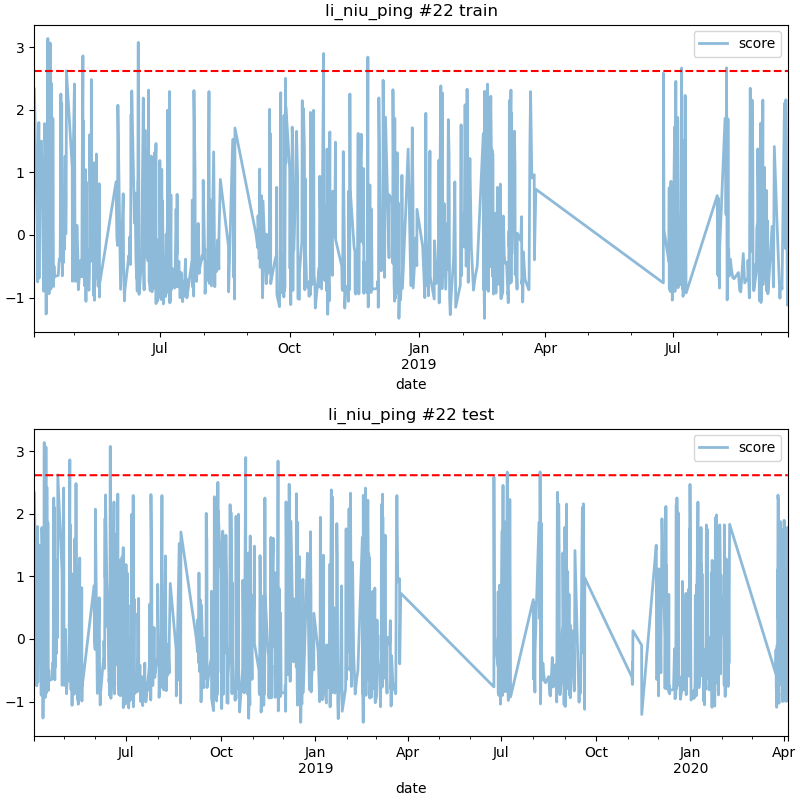 li_niu_ping #22 train
score
3
2
1
0
−1
Jul
Oct
Jan
2019
Apr
Jul
date
li_niu_ping #22 test
score
3
2
1
0
−1
Jul
Oct
Jan
2019
Apr
Jul
Oct
Jan
2020
Apr
date